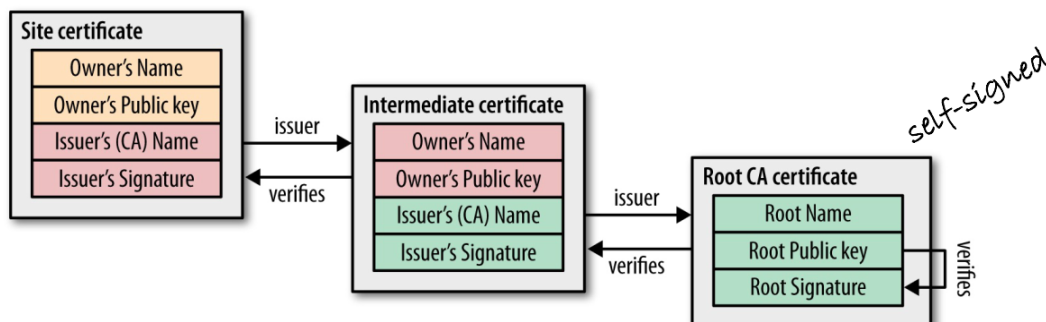 Site certificate
Owner's Name
Owner's Public key
Issuer's (CA) Name
Issuer's Signature
issuer
verifies
Intermediate certificate
Owner's Name
Owner's Public key
Issuer's (CA) Name
Issuer's Signature
issuer
verifies
self-signed
Root CA certificate
Root Name
Root Public key
Root Signature
verifies